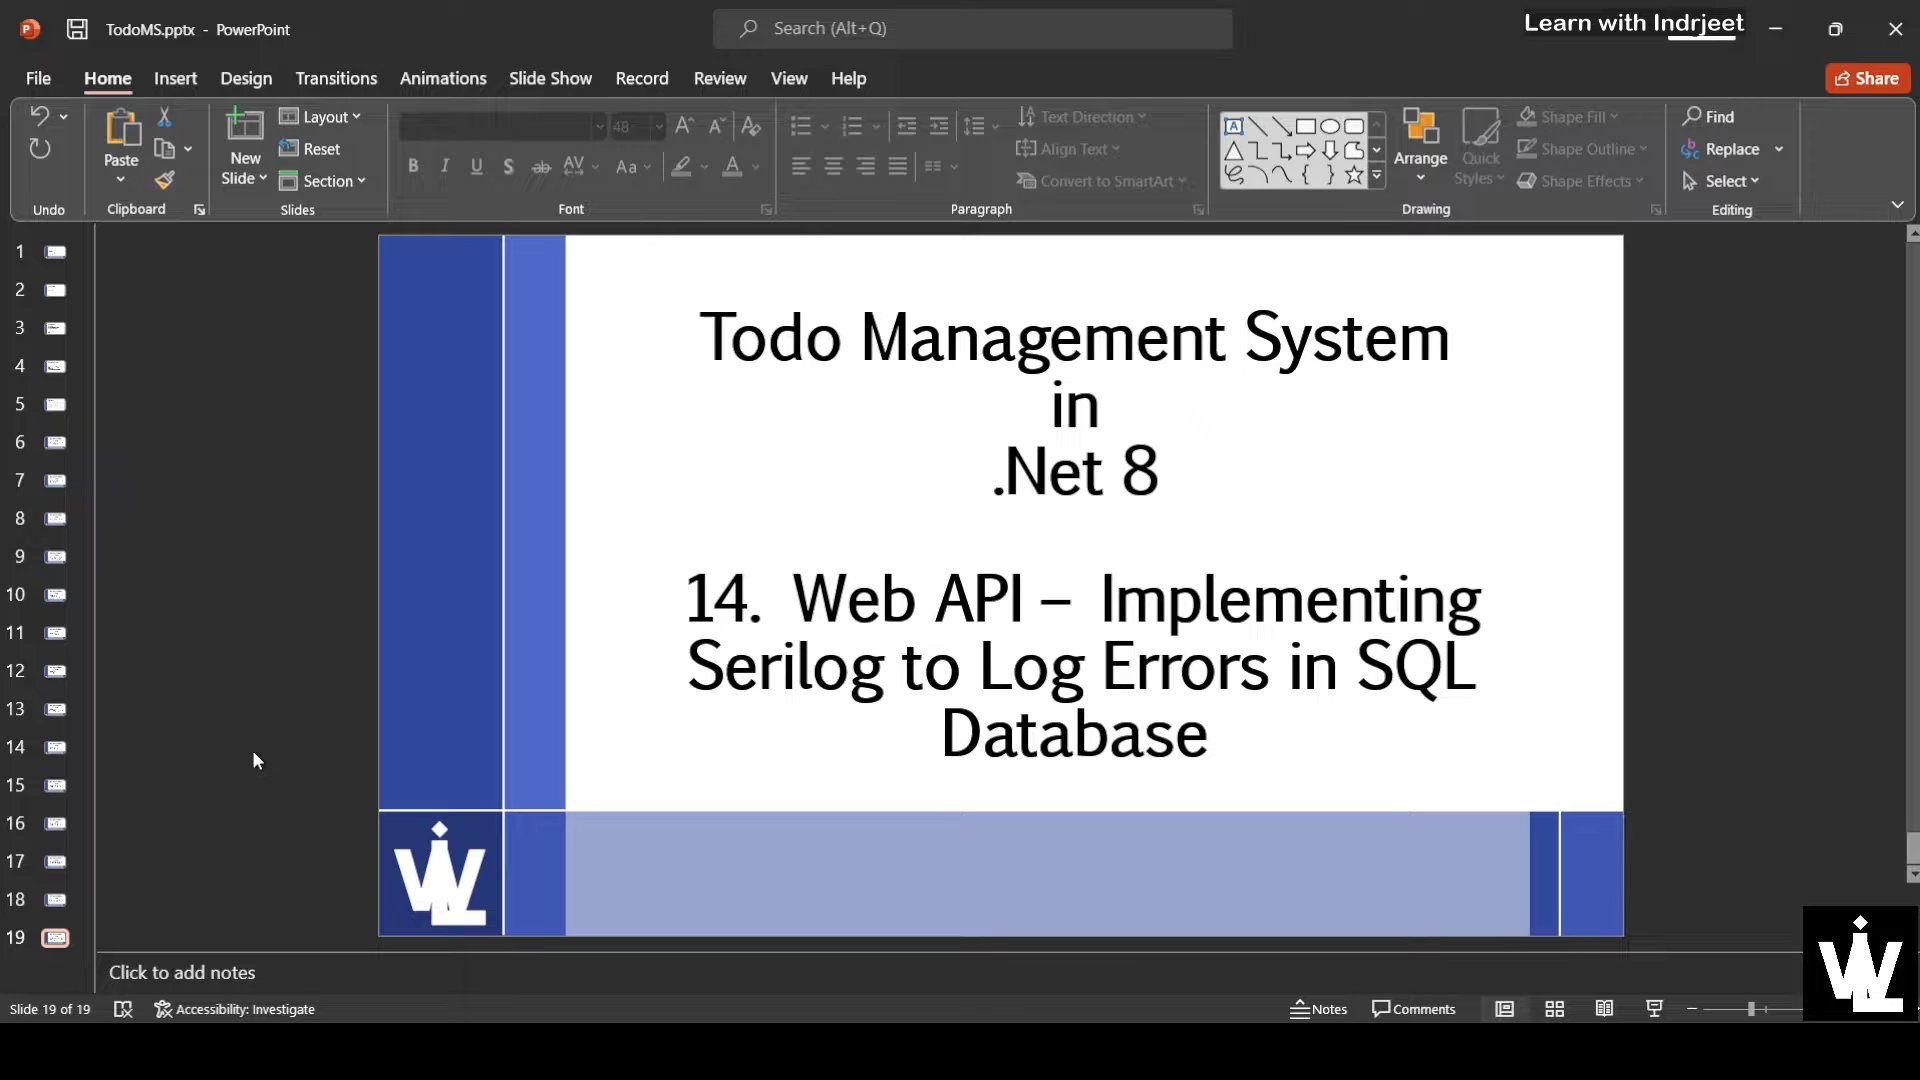 TodoMS.pptx - PowerPoint
Search (Alt+Q)
Learn with Indrjeet
File Home Insert Design Transitions Animations Slide Show Record Review View Help
Share
Paste
New Slide
Layout
Reset
Section
48
Text Direction
Align Text
Convert to SmartArt
Arrange
Quick Styles
Shape Fill
Shape Outline
Shape Effects
Find
Replace
Select
Undo Clipboard Slides Font Paragraph Drawing Editing
1
2
3
4
5
6
7
8
9
10
11
12
13
14
15
16
17
18
19
Todo Management System
in
.Net 8
14. Web API – Implementing
Serilog to Log Errors in SQL
Database
WL
Click to add notes
Slide 19 of 19
Accessibility: Investigate
Notes
Comments
WL